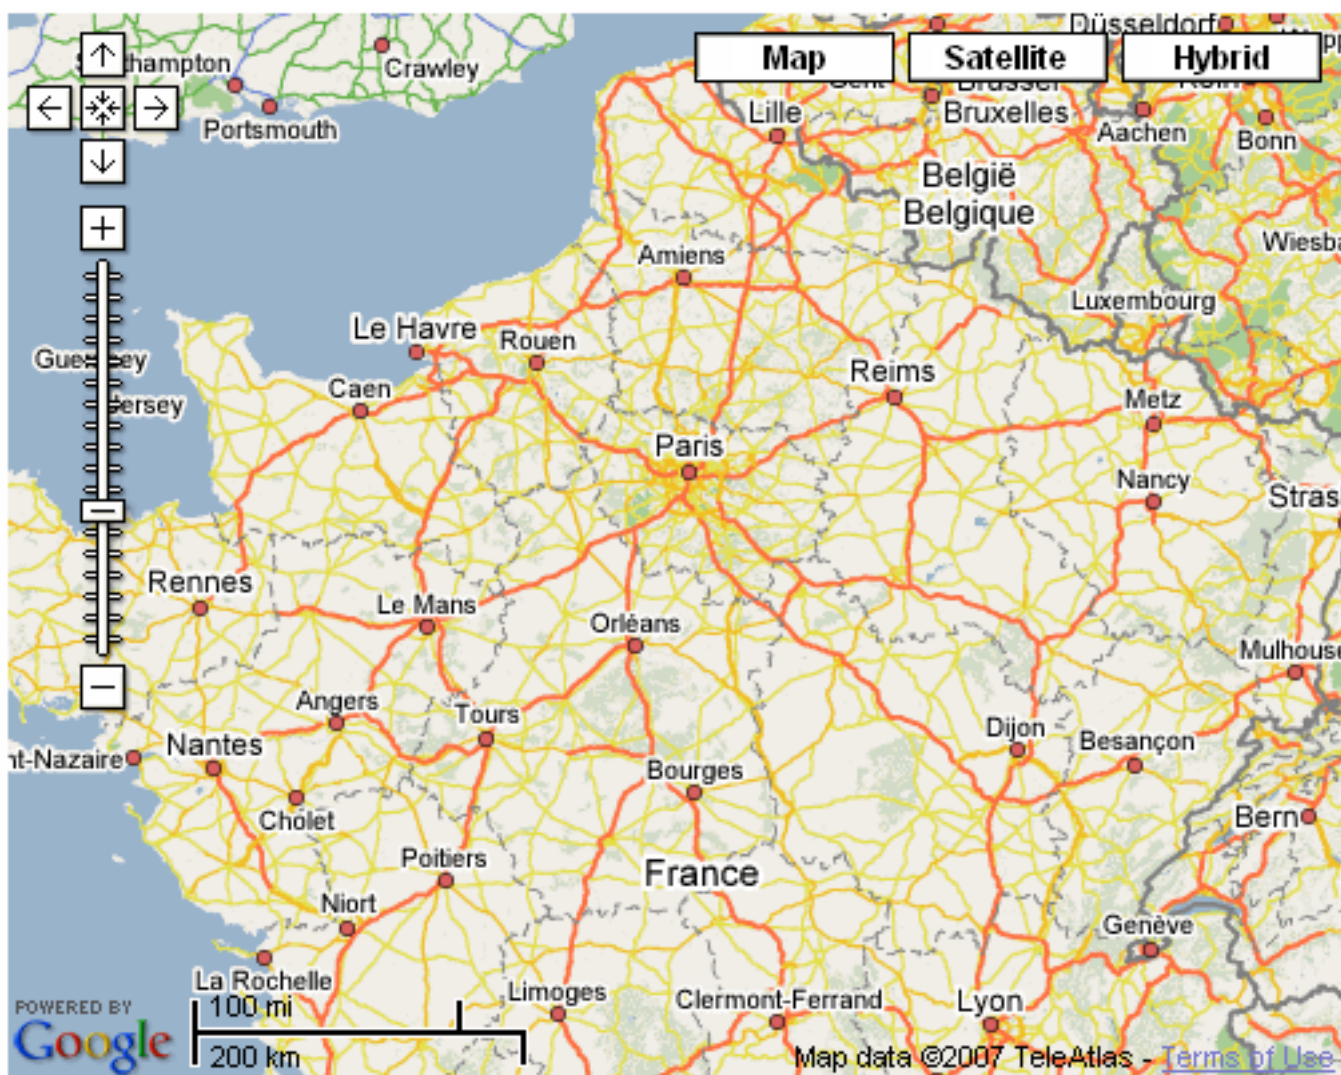 Düsseldorf
Map
Satellite
Hybrid
Crawley
Portsmouth
Lille
Bruxelles
Aachen
Bonn
België
Belgique
Amiens
Luxembourg
Le Havre
Rouen
Reims
Caen
Metz
Paris
Nancy
Rennes
Le Mans
Orléans
Angers
Tours
Dijon
Besançon
Nantes
Bourges
Cholet
Bern
Poitiers
France
Niort
Genève
La Rochelle
Limoges
Clermont-Ferrand
Lyon
POWERED BY
Google
100 mi
200 km
Map data ©2007 TeleAtlas - Terms of Use